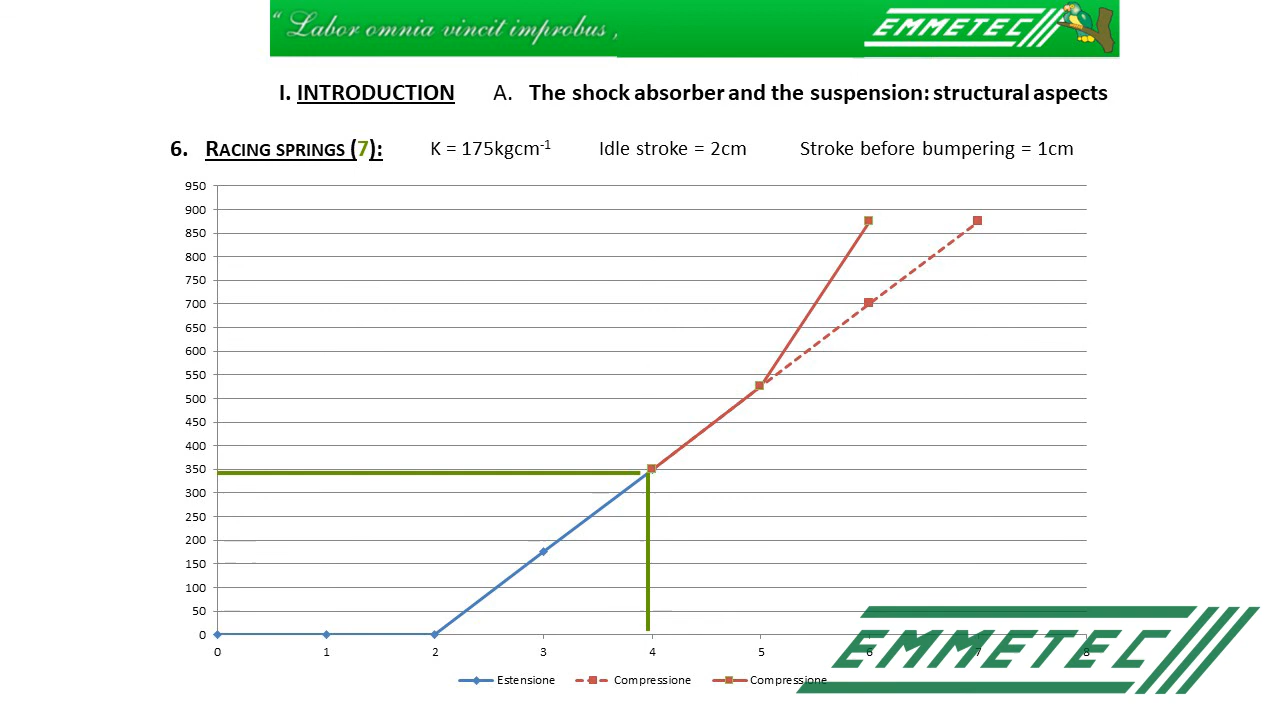 “ Labor omnia vincit improbus ,
EMMETEC
I. INTRODUCTION A. The shock absorber and the suspension: structural aspects
6. RACING SPRINGS (7): K = 175kgcm-1 Idle stroke = 2cm Stroke before bumpering = 1cm
950
900
850
800
750
700
650
600
550
500
450
400
350
300
250
200
150
100
50
0
0 1 2 3 4 5 6 7 8
EMMETEC
Estensione Compressione Compressione